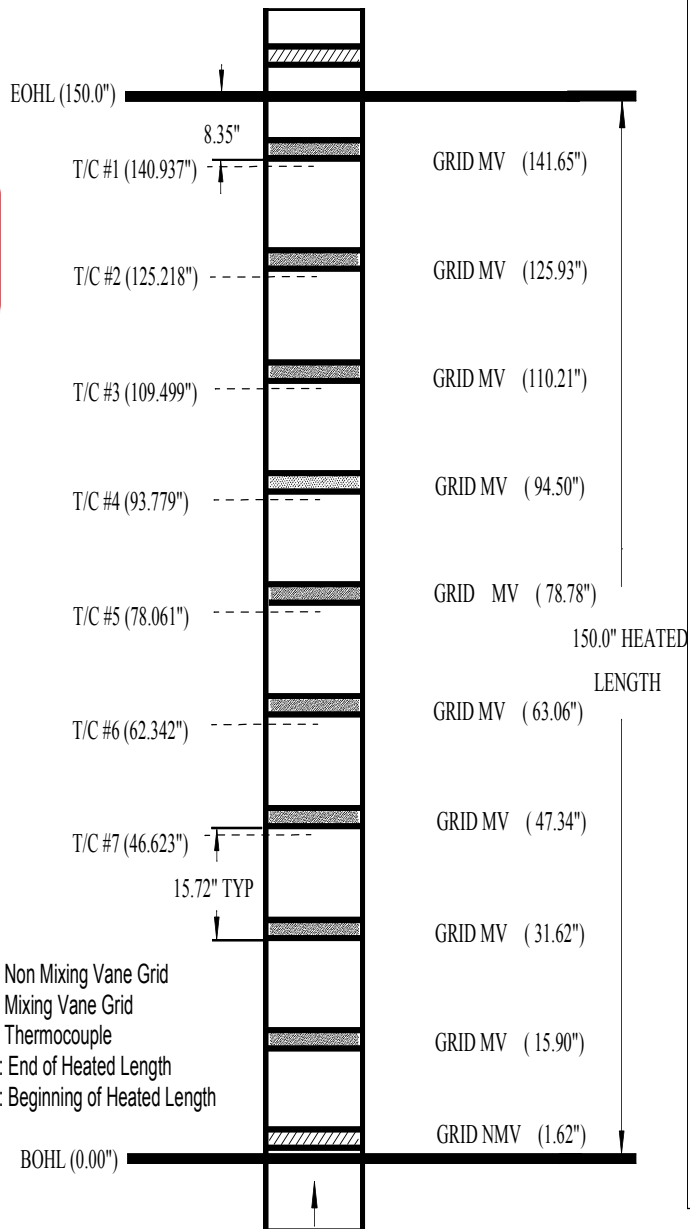 EOHL (150.0")
8.35"
T/C #1 (140.937")
GRID MV (141.65")
T/C #2 (125.218")
GRID MV (125.93")
T/C #3 (109.499")
GRID MV (110.21")
T/C #4 (93.779")
GRID MV ( 94.50")
T/C #5 (78.061")
GRID MV ( 78.78")
150.0" HEATED
LENGTH
T/C #6 (62.342")
GRID MV ( 63.06")
T/C #7 (46.623")
GRID MV ( 47.34")
15.72" TYP
GRID MV ( 31.62")
Non Mixing Vane Grid
Mixing Vane Grid
Thermocouple
: End of Heated Length
: Beginning of Heated Length
GRID MV ( 15.90")
GRID NMV (1.62")
BOHL (0.00")